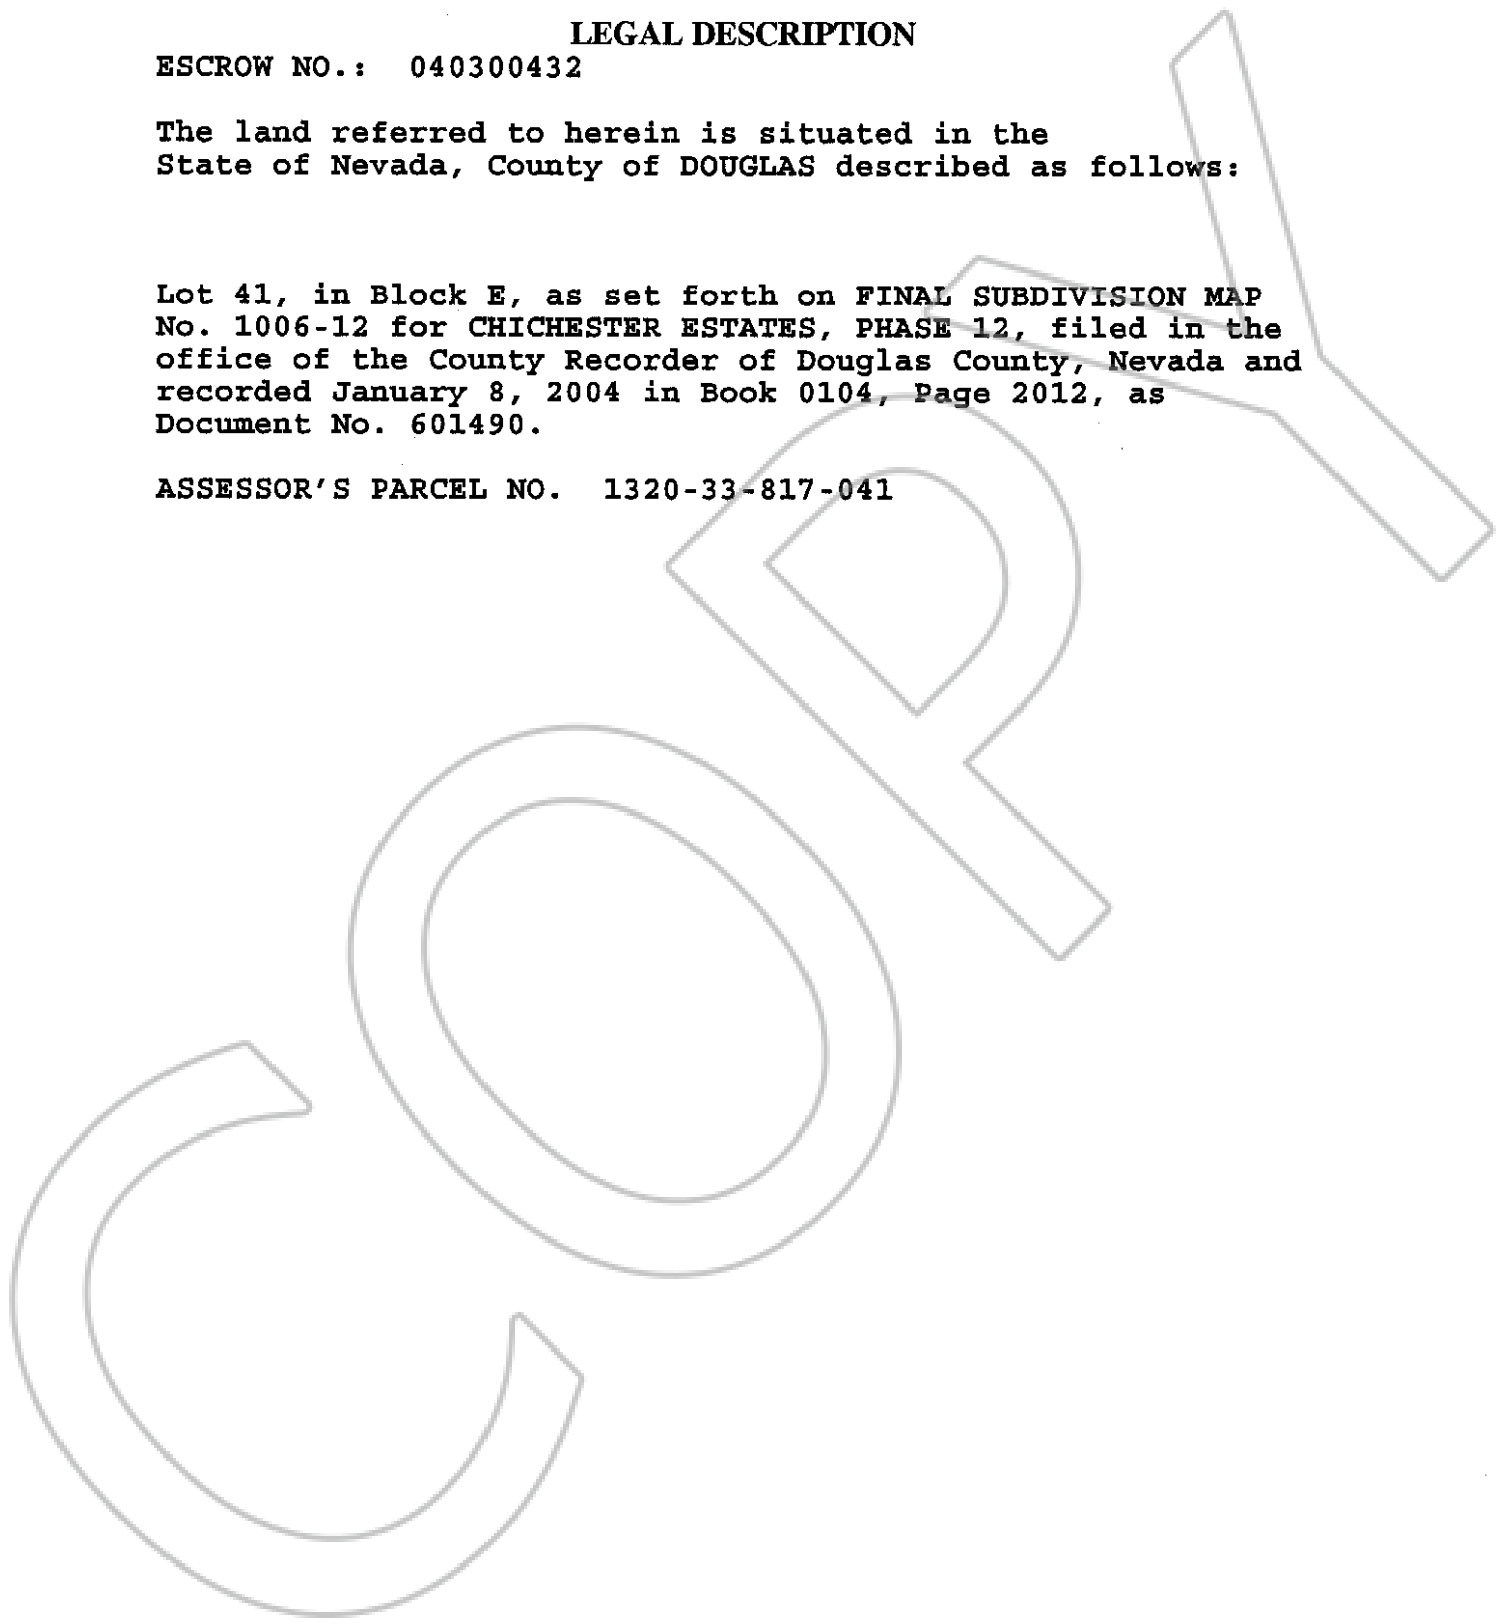 LEGAL DESCRIPTION
ESCROW NO.: 040300432
The land referred to herein is situated in the
State of Nevada, County of DOUGLAS described as follows:
Lot 41, in Block E, as set forth on FINAL SUBDIVISION MAP
No. 1006-12 for CHICHESTER ESTATES, PHASE 12, filed in the
office of the County Recorder of Douglas County, Nevada and
recorded January 8, 2004 in Book 0104, Page 2012, as
Document No. 601490.
ASSESSOR'S PARCEL NO. 1320-33-817-041
COPY